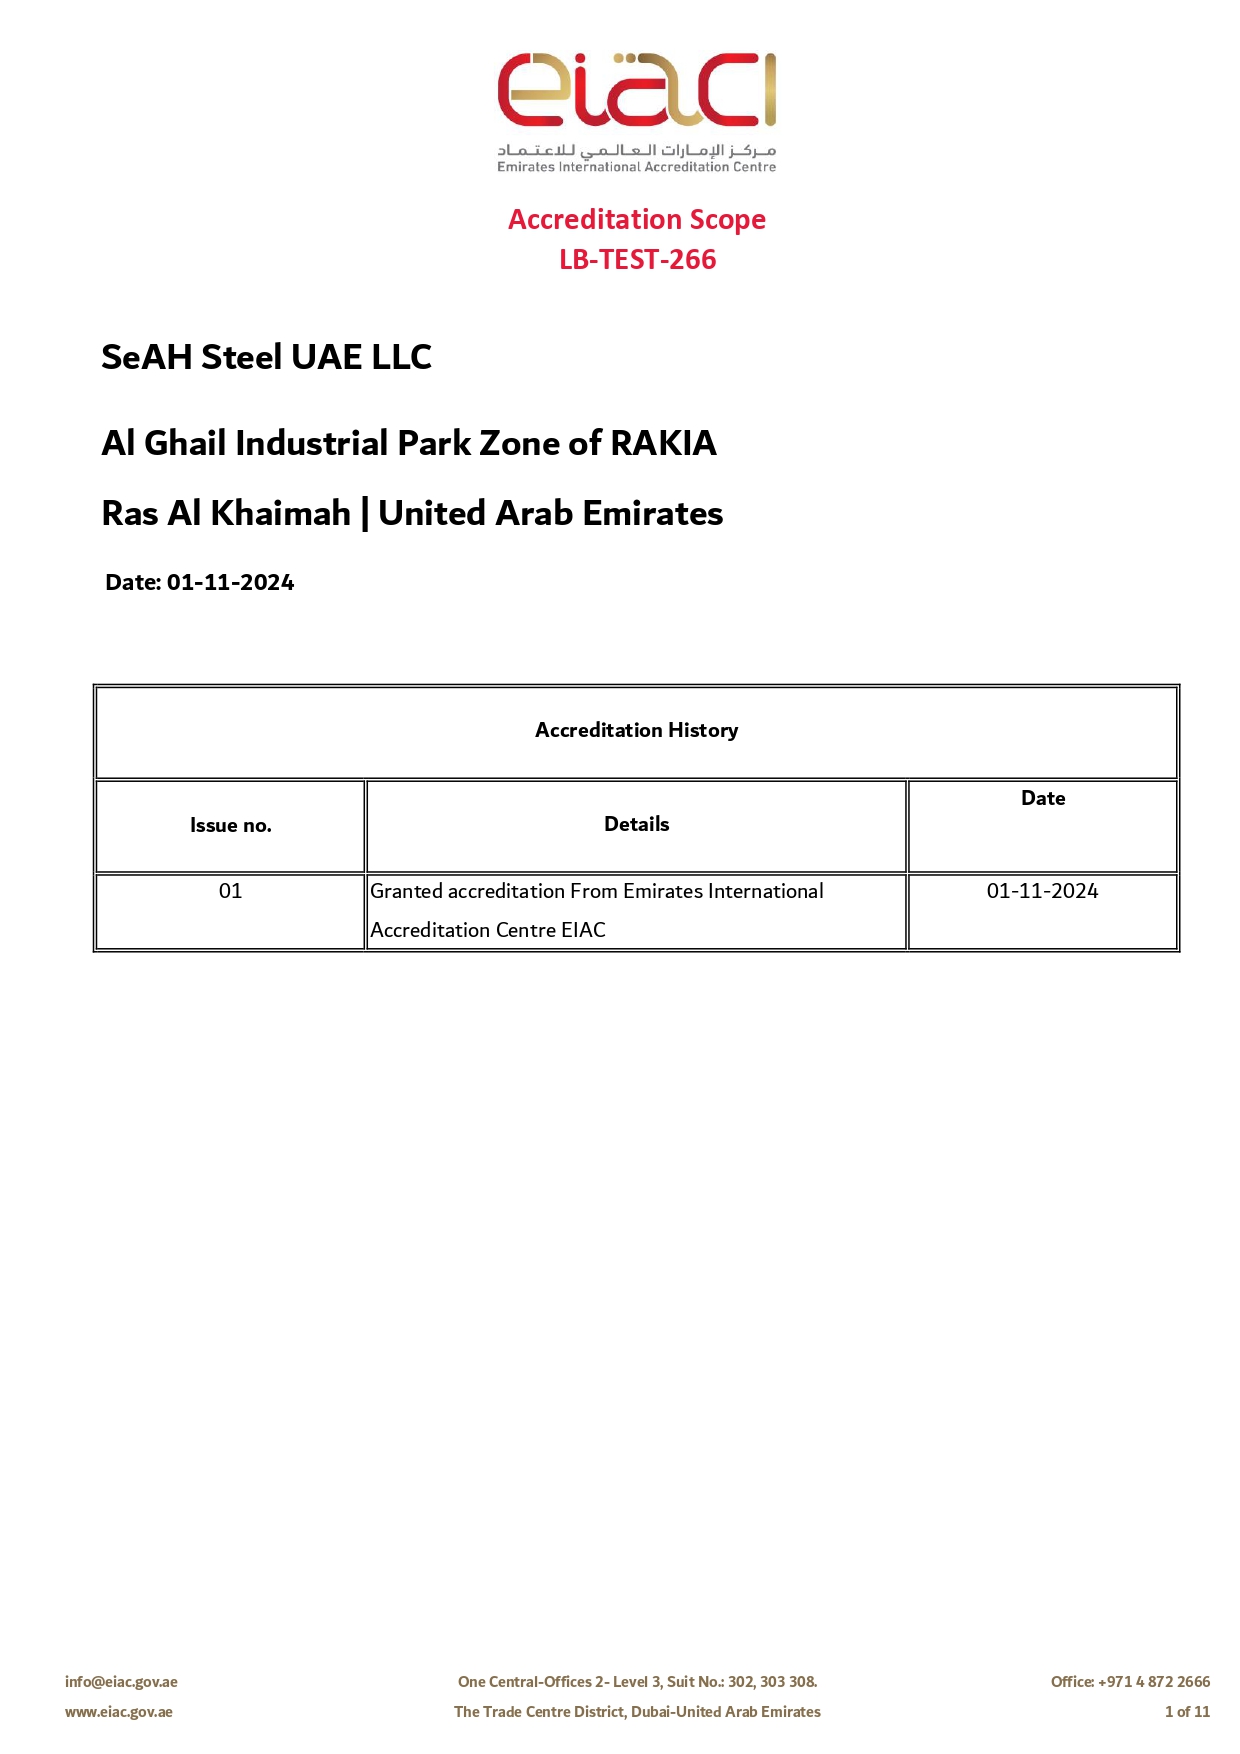 eiac
مركز الإمارات العالمي للاعتماد
Emirates International Accreditation Centre
Accreditation Scope
LB-TEST-266
SeAH Steel UAE LLC
Al Ghail Industrial Park Zone of RAKIA
Ras Al Khaimah | United Arab Emirates
Date: 01-11-2024
Accreditation History
Issue no.
Details
Date
01
Granted accreditation From Emirates International
Accreditation Centre EIAC
01-11-2024
info@eiac.gov.ae
One Central-Offices 2- Level 3, Suit No.: 302, 303 308.
Office: +971 4 872 2666
www.eiac.gov.ae
The Trade Centre District, Dubai-United Arab Emirates
1 of 11